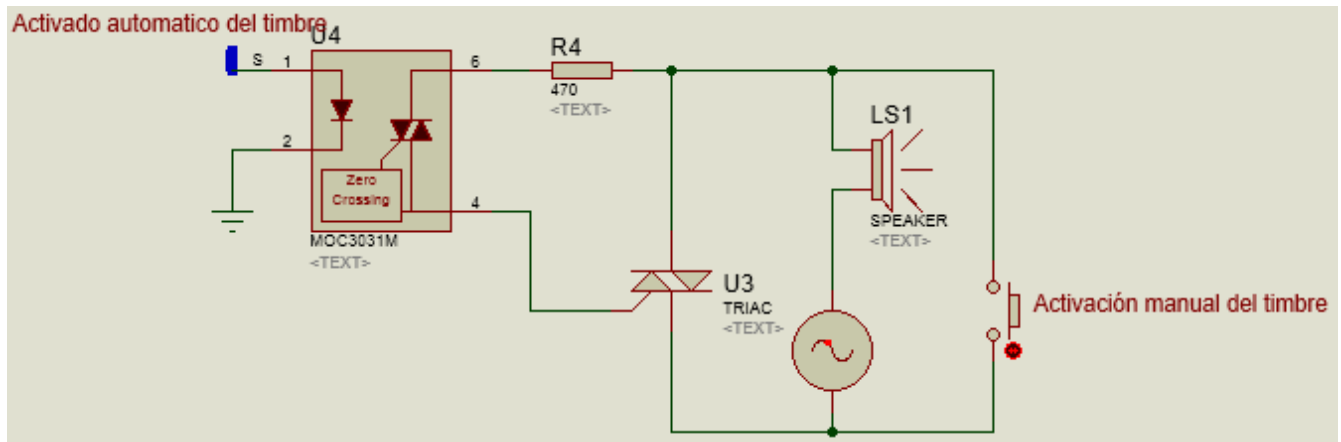 Activado automatico del timbre
U4
S
1
2
6
4
Zero
Crossing
MOC3031M
<TEXT>
R4
470
<TEXT>
LS1
SPEAKER
<TEXT>
U3
TRIAC
<TEXT>
Activación manual del timbre